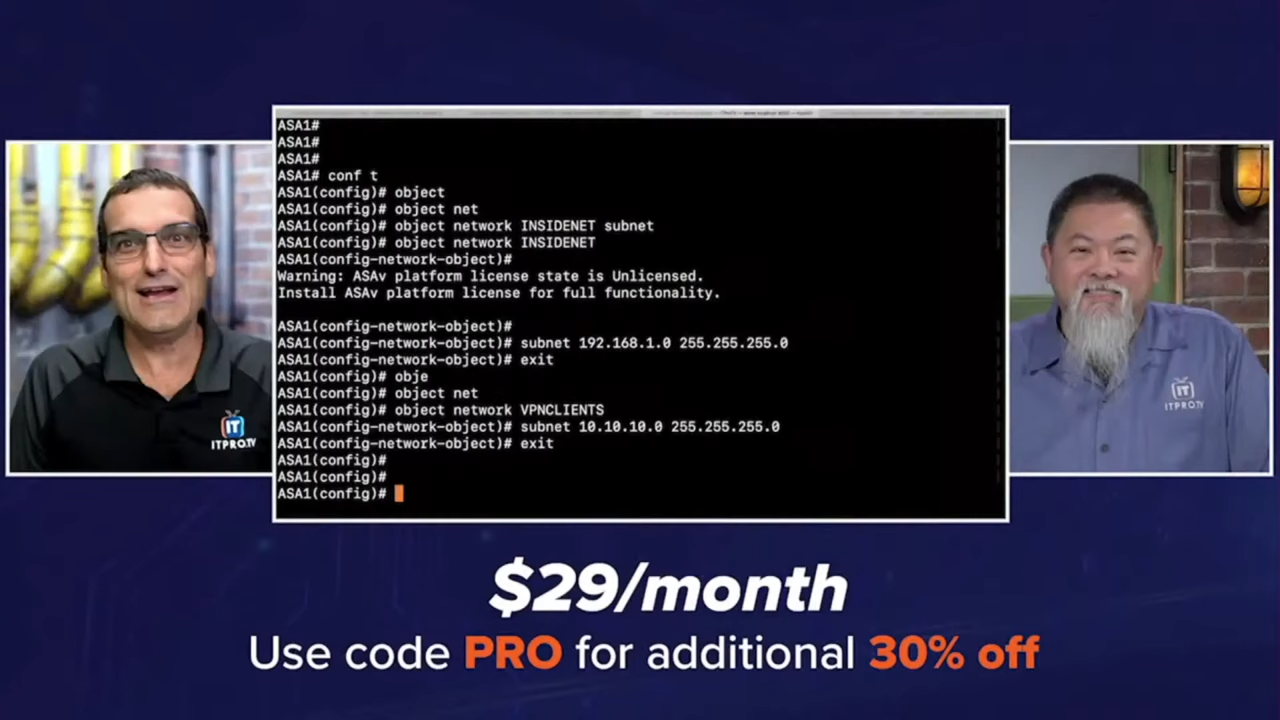 ASA1#
ASA1#
ASA1#
ASA1# conf t
ASA1(config)# object
ASA1(config)# object net
ASA1(config)# object network INSIDENET subnet
ASA1(config)# object network INSIDENET
ASA1(config-network-object)#
Warning: ASAv platform license state is Unlicensed.
Install ASAv platform license for full functionality.
ASA1(config-network-object)#
ASA1(config-network-object)# subnet 192.168.1.0 255.255.255.0
ASA1(config-network-object)# exit
ASA1(config)# obje
ASA1(config)# object net
ASA1(config)# object network VPNCLIENTS
ASA1(config-network-object)# subnet 10.10.10.0 255.255.255.0
ASA1(config-network-object)# exit
ASA1(config)#
ASA1(config)#
ASA1(config)#
IT
ITPRO.TV
IT
ITPRO.TV
$29/month
Use code PRO for additional 30% off